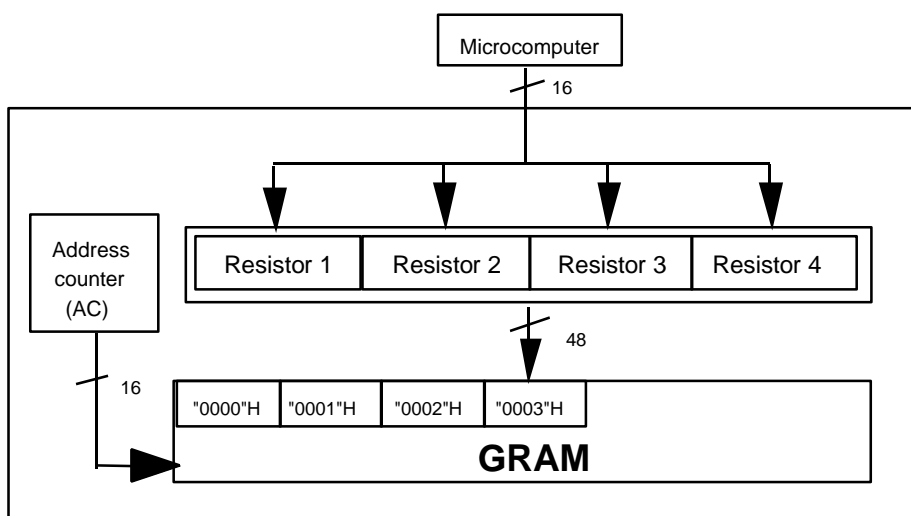 Microcomputer
16
Address
counter
(AC)
Resistor 1 Resistor 2 Resistor 3 Resistor 4
48
16
"0000"H "0001"H "0002"H "0003"H
GRAM